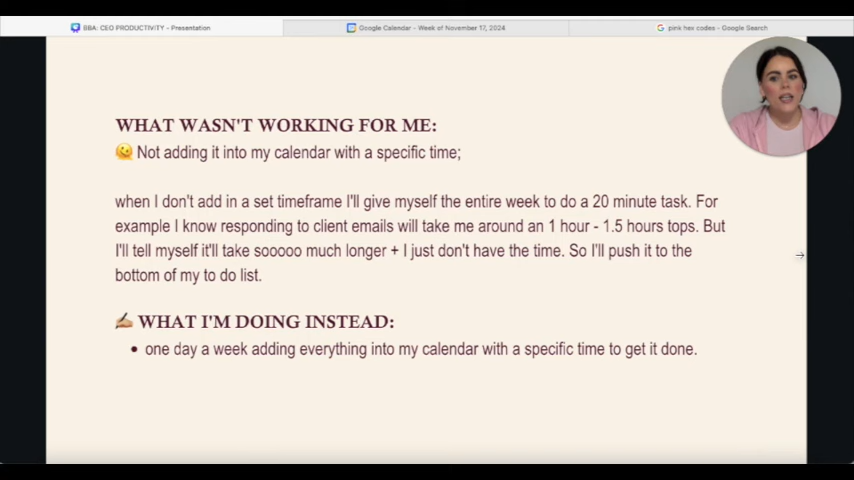 BBA: CEO PRODUCTIVITY - Presentation
Google Calendar - Week of November 17, 2024
pink hex codes - Google Search
WHAT WASN'T WORKING FOR ME:
🫠 Not adding it into my calendar with a specific time;
when I don't add in a set timeframe I'll give myself the entire week to do a 20 minute task. For
example I know responding to client emails will take me around an 1 hour - 1.5 hours tops. But
I'll tell myself it'll take sooooo much longer + I just don't have the time. So I'll push it to the
bottom of my to do list.
✍🏼 WHAT I'M DOING INSTEAD:
• one day a week adding everything into my calendar with a specific time to get it done.